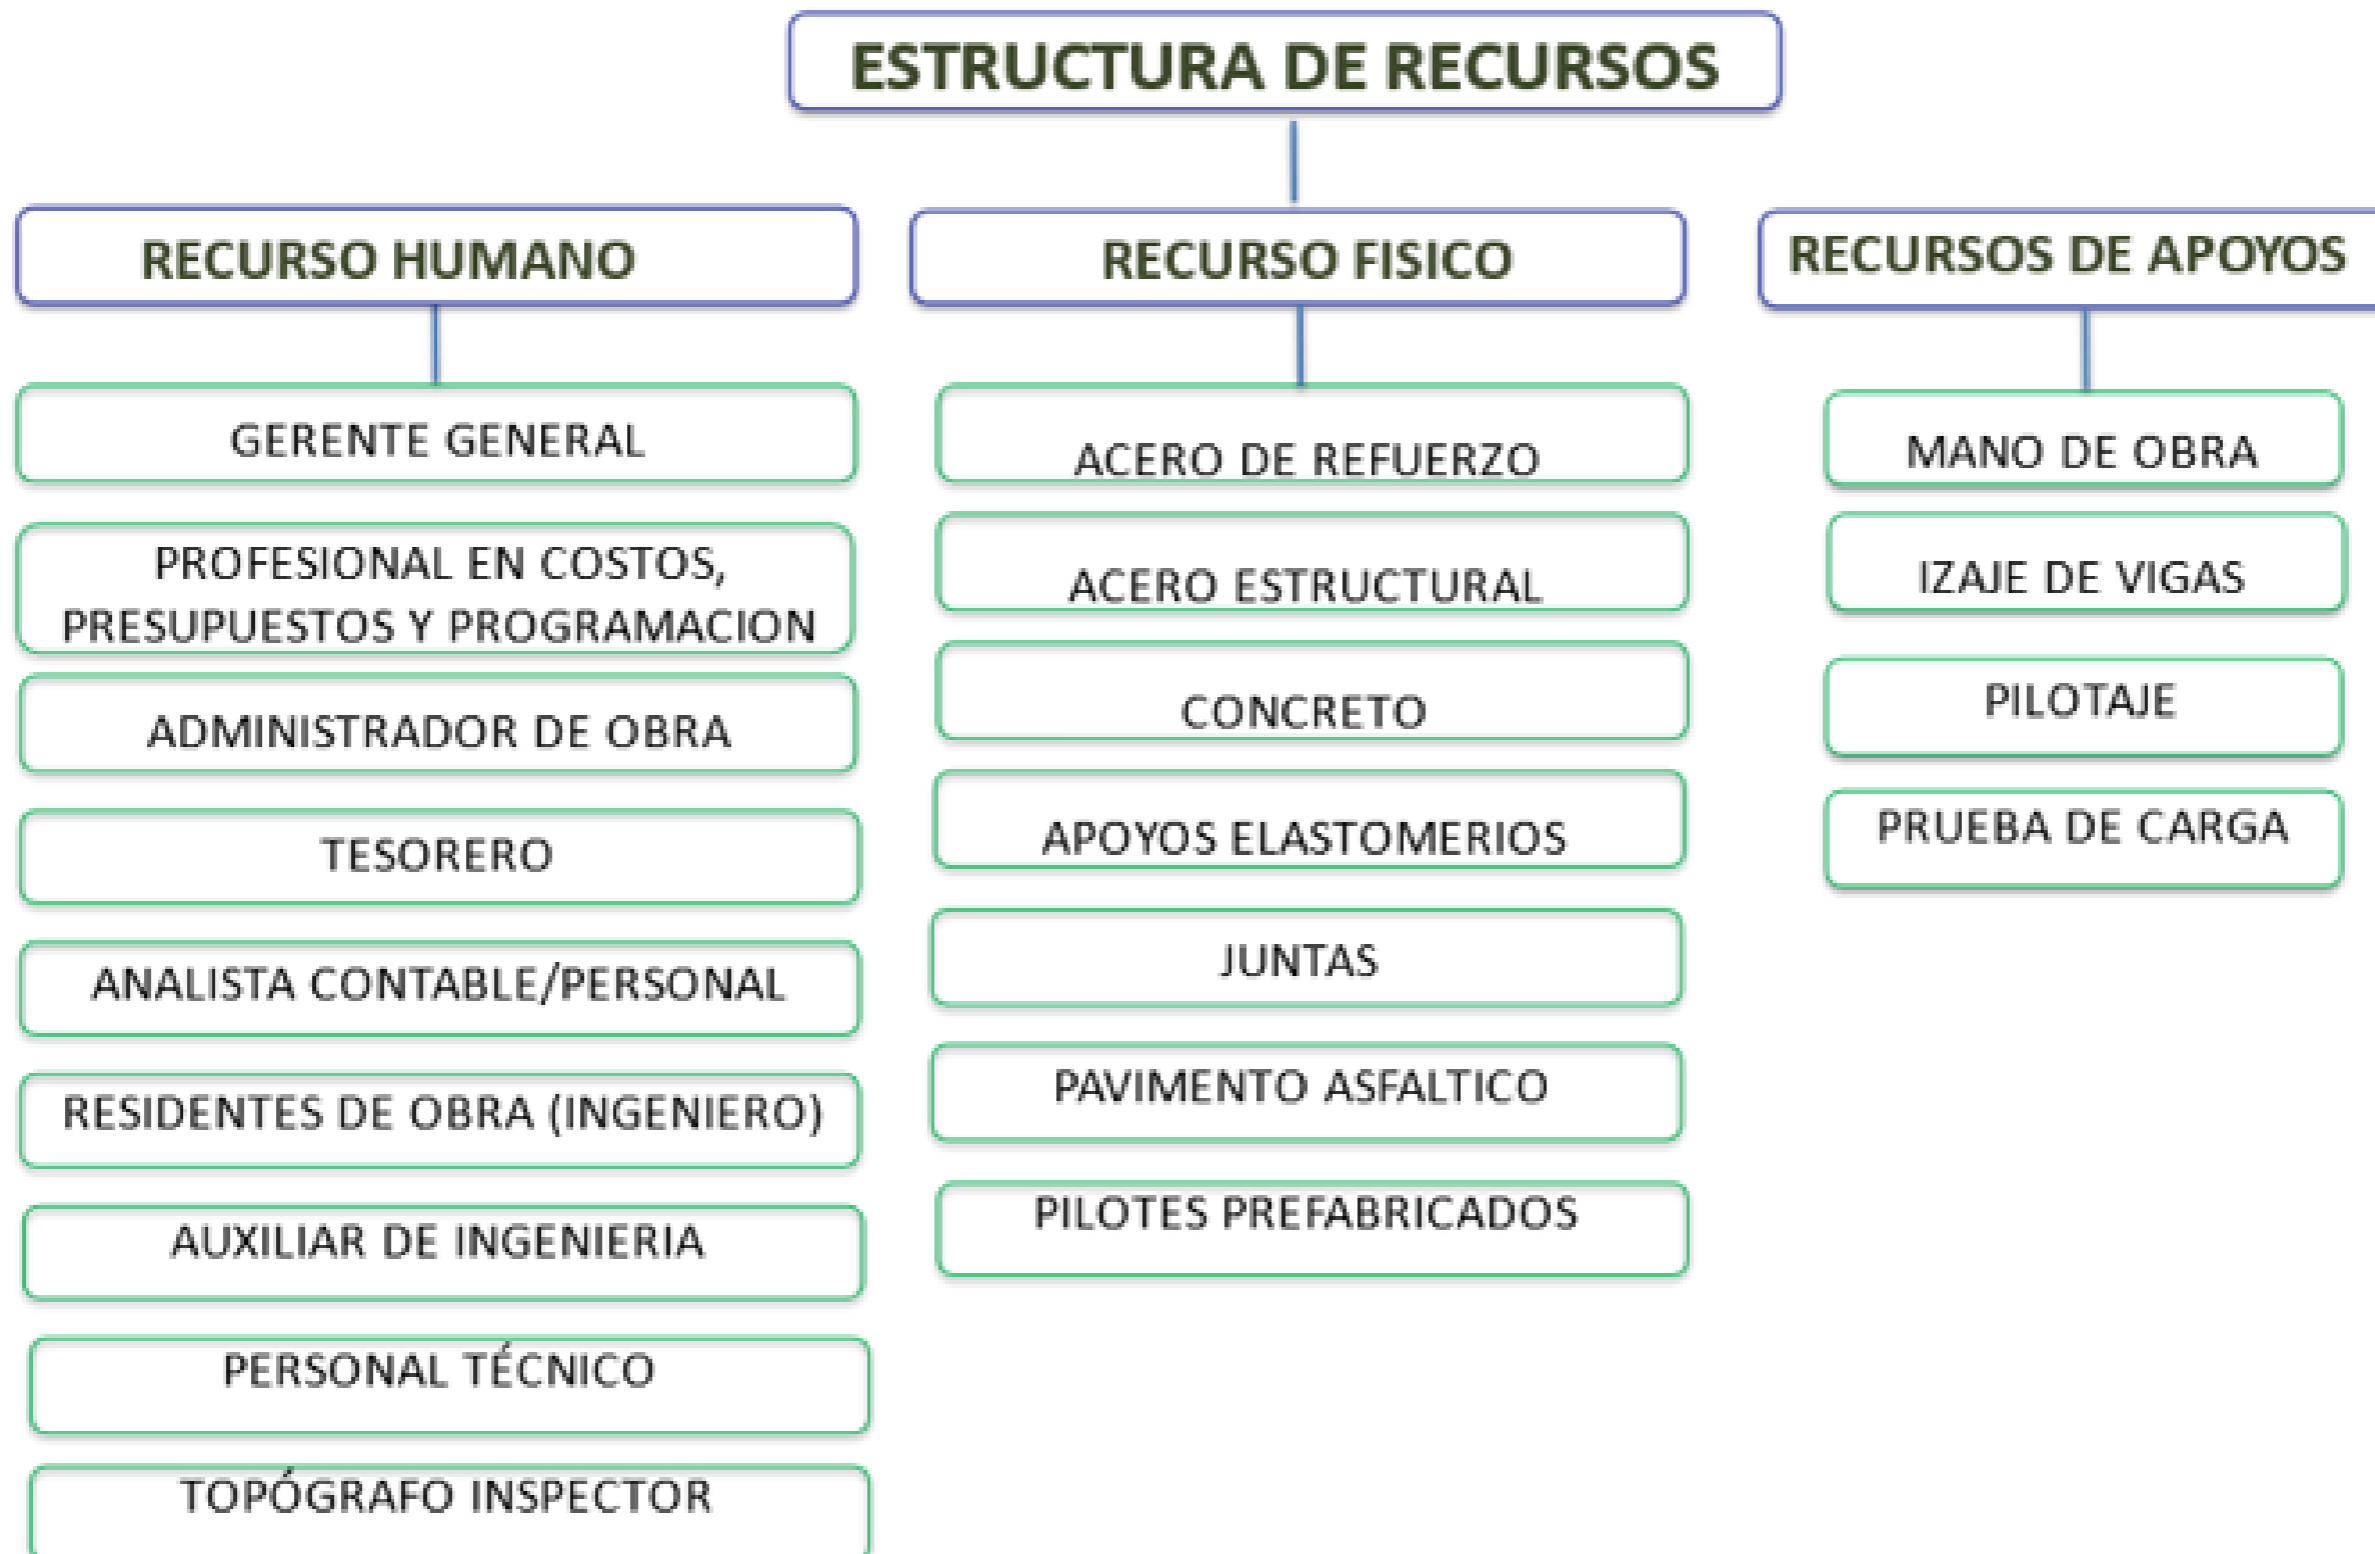 ESTRUCTURA DE RECURSOS
RECURSO HUMANO
GERENTE GENERAL
PROFESIONAL EN COSTOS,
PRESUPUESTOS Y PROGRAMACION
ADMINISTRADOR DE OBRA
TESORERO
ANALISTA CONTABLE/PERSONAL
RESIDENTES DE OBRA (INGENIERO)
AUXILIAR DE INGENIERIA
PERSONAL TÉCNICO
TOPÓGRAFO INSPECTOR
RECURSO FISICO
ACERO DE REFUERZO
ACERO ESTRUCTURAL
CONCRETO
APOYOS ELASTOMERIOS
JUNTAS
PAVIMENTO ASFALTICO
PILOTES PREFABRICADOS
RECURSOS DE APOYOS
MANO DE OBRA
IZAJE DE VIGAS
PILOTAJE
PRUEBA DE CARGA